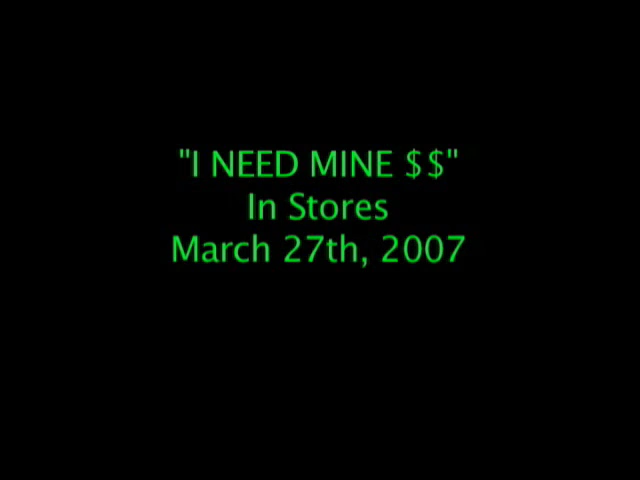 "I NEED MINE $$"
In Stores
March 27th, 2007